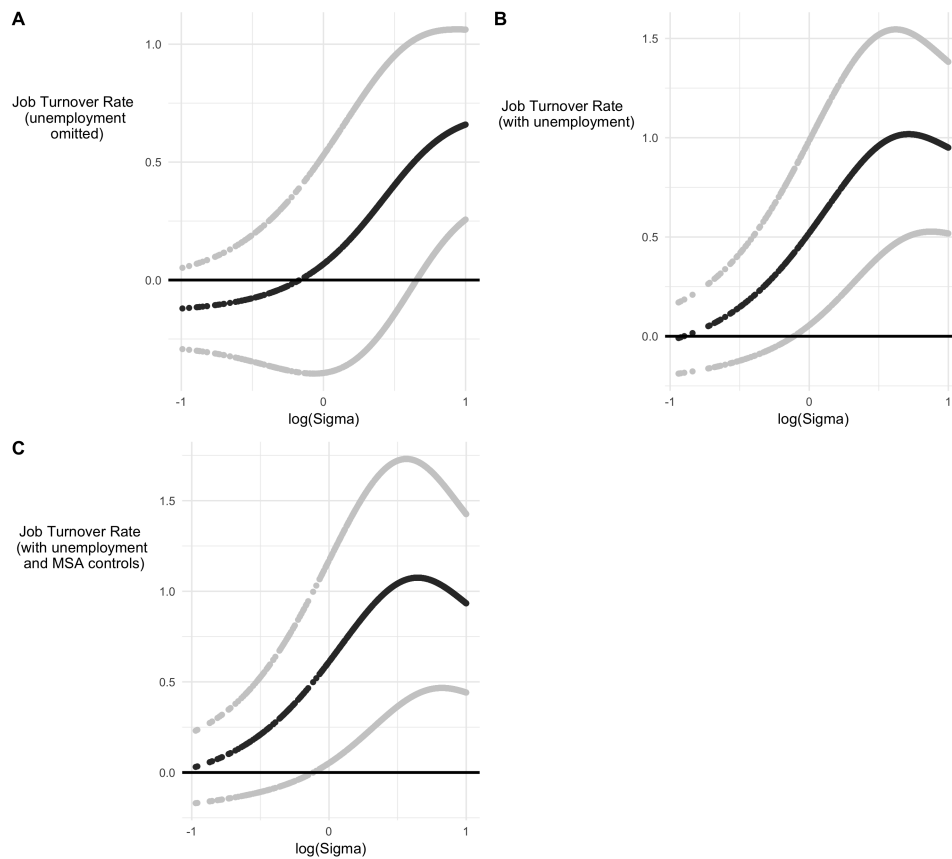 A
Job Turnover Rate
(unemployment
omitted)
1.0
0.5
0.0
-1
0
1
log(Sigma)
B
Job Turnover Rate
(with unemployment)
1.5
1.0
0.5
0.0
-1
0
1
log(Sigma)
C
Job Turnover Rate
(with unemployment
and MSA controls)
1.5
1.0
0.5
0.0
-1
0
1
log(Sigma)